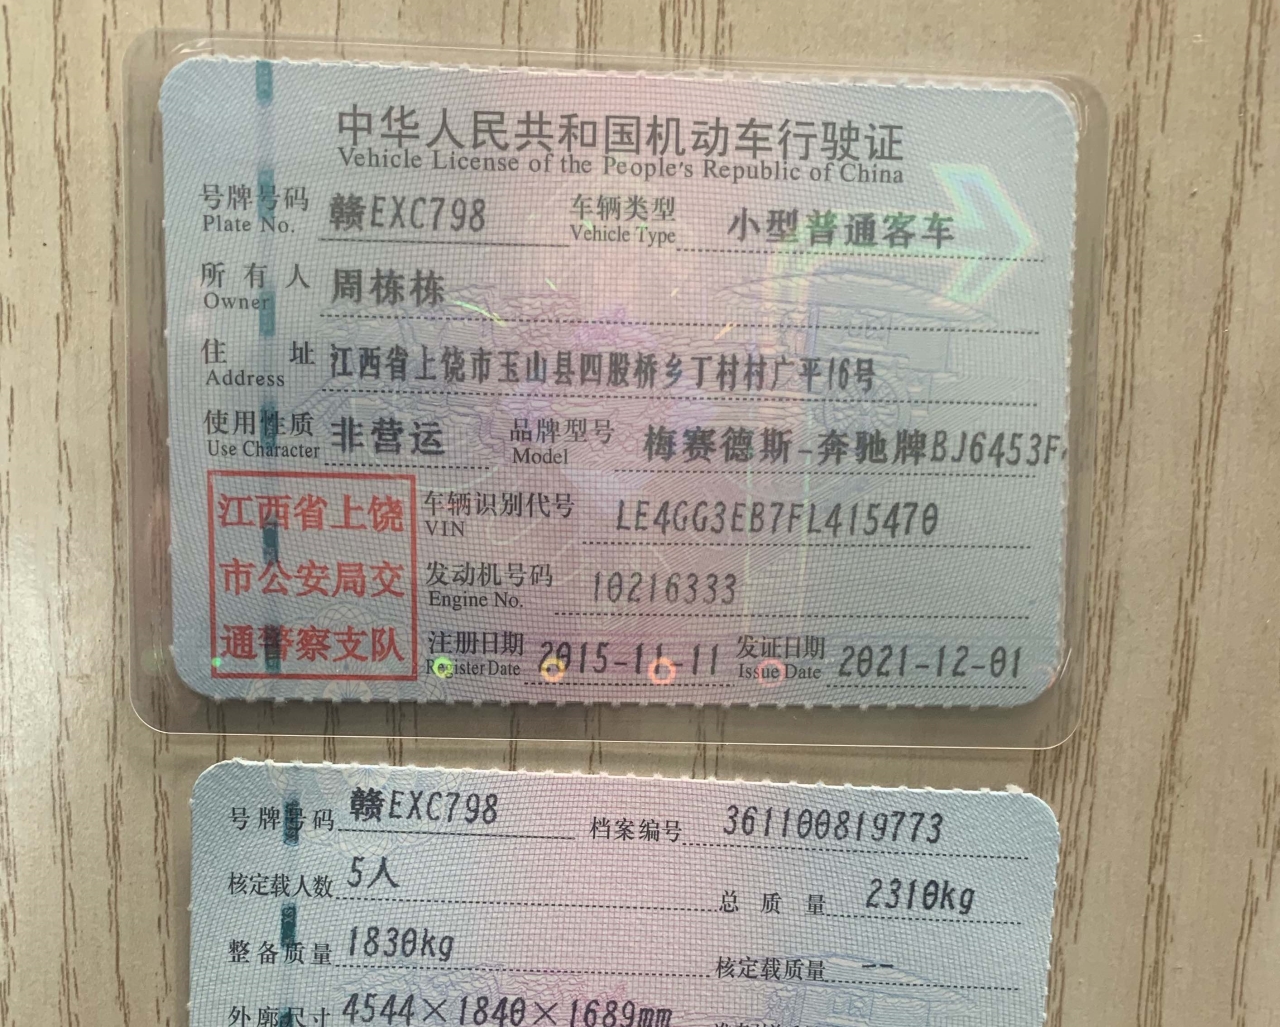 中华人民共和国机动车行驶证
Vehicle License of the People's Republic of China
号牌号码 赣EXC798 车辆类型 小型普通客车
Plate No. Vehicle Type
所有人 周栋栋
Owner
住址 江西省上饶市玉山县四股桥乡丁村村广平16号
Address
使用性质 非营运 品牌型号 梅赛德斯-奔驰牌BJ6453F
Use Character Model
江西省上饶
市公安局交
通警察支队
车辆识别代号 LE4GG3EB7FL415470
VIN
发动机号码 10216333
Engine No.
注册日期 2015-11-11 发证日期 2021-12-01
Register Date Issue Date
号牌号码 赣EXC798 档案编号 361100819773
核定载人数 5人 总质量 2310kg
整备质量 1830kg 核定载质量 --
外廓尺寸 4544×1840×1689mm